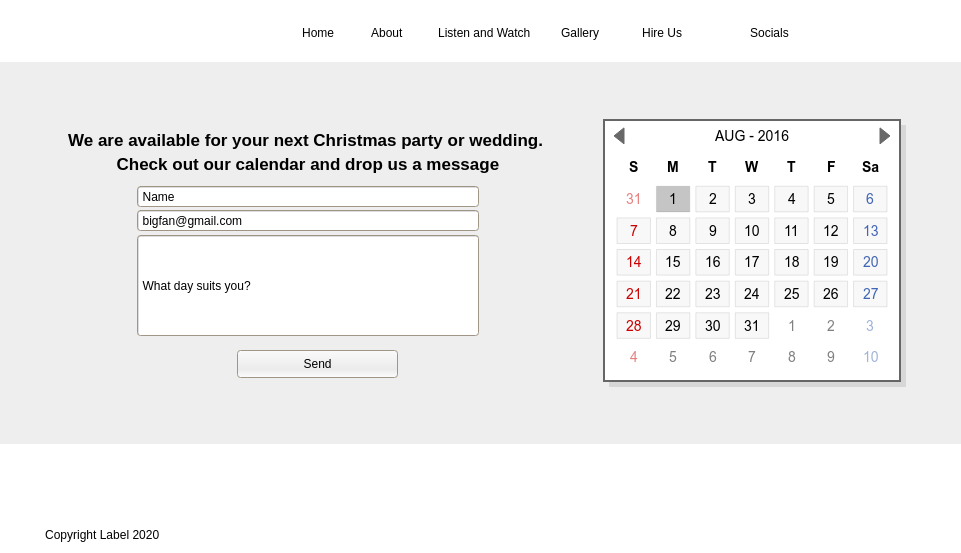 Home About Listen and Watch Gallery Hire Us Socials
We are available for your next Christmas party or wedding.
Check out our calendar and drop us a message
Name
bigfan@gmail.com
What day suits you?
Send
AUG - 2016
S M T W T F Sa
31 1 2 3 4 5 6
7 8 9 10 11 12 13
14 15 16 17 18 19 20
21 22 23 24 25 26 27
28 29 30 31 1 2 3
4 5 6 7 8 9 10
Copyright Label 2020